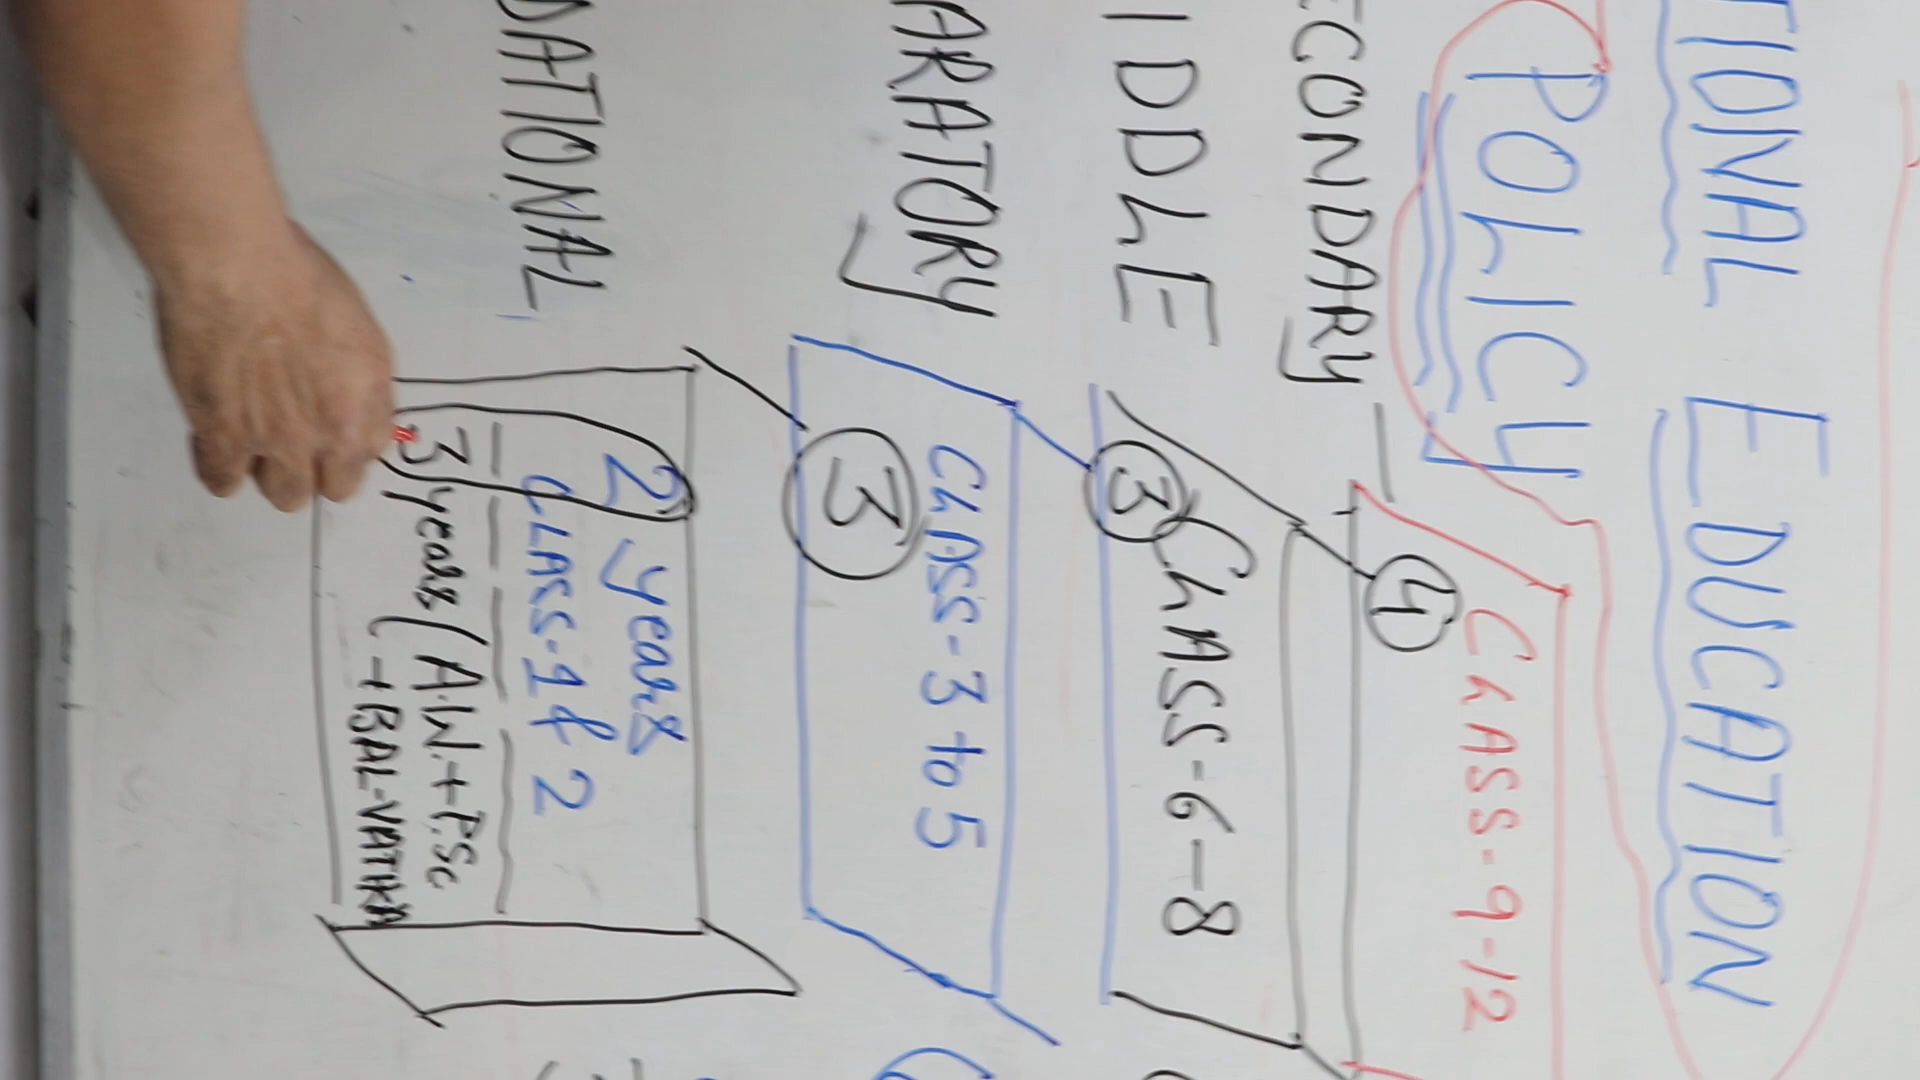 TIONAL EDUCATION
POLICY
ECONDARY — 4 CLASS-9-12
IDDLE 3 CLASS-6-8
ARATORY 3 CLASS-3 to 5
DATIONAL 2 years
CLASS-1 & 2
3 years (A.W.+P.Sc
+BAL-VATIKA